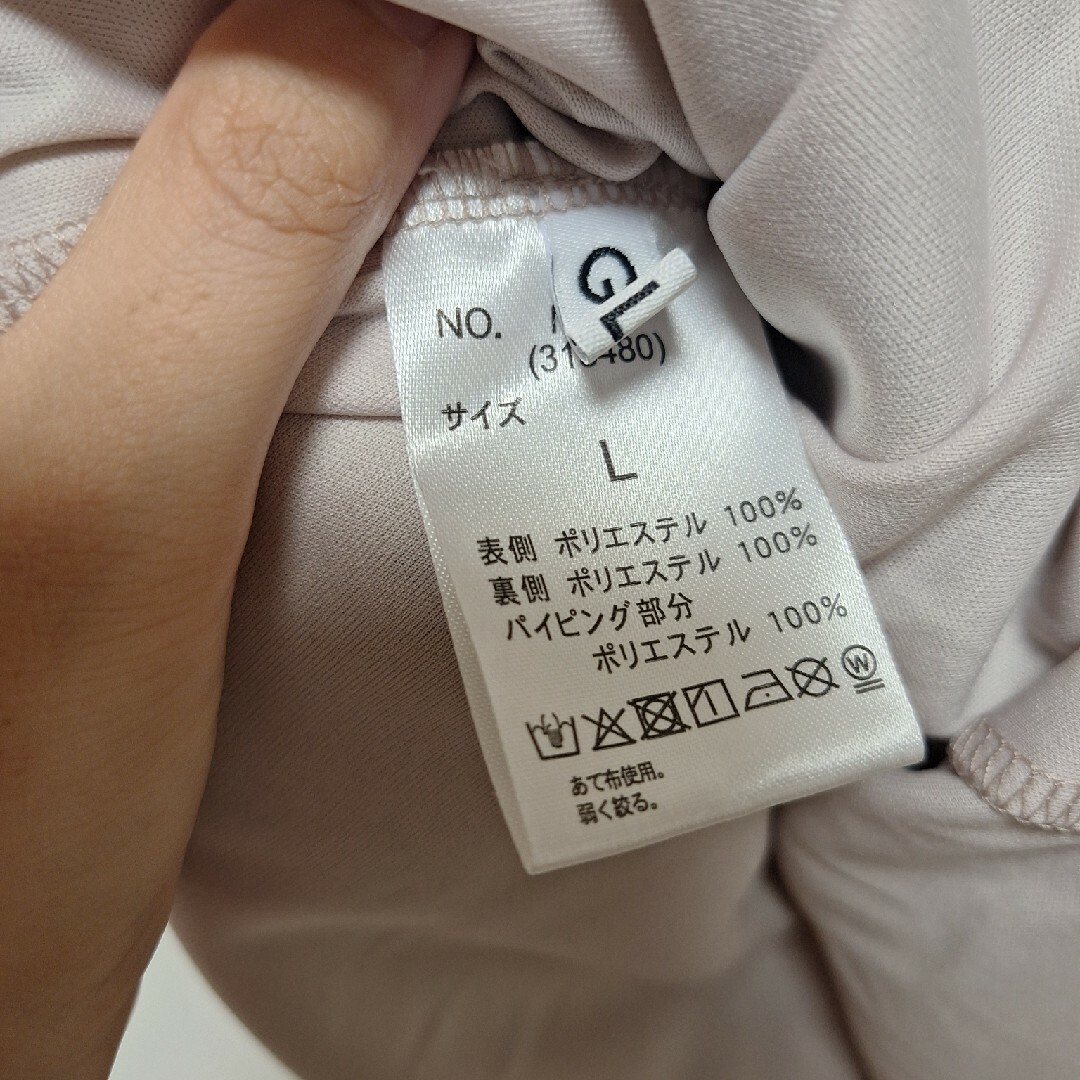 GL
NO.
サイズ
L
表側 ポリエステル 100%
裏側 ポリエステル 100%
パイピング部分
ポリエステル 100%
W
あて布使用。
弱く絞る。